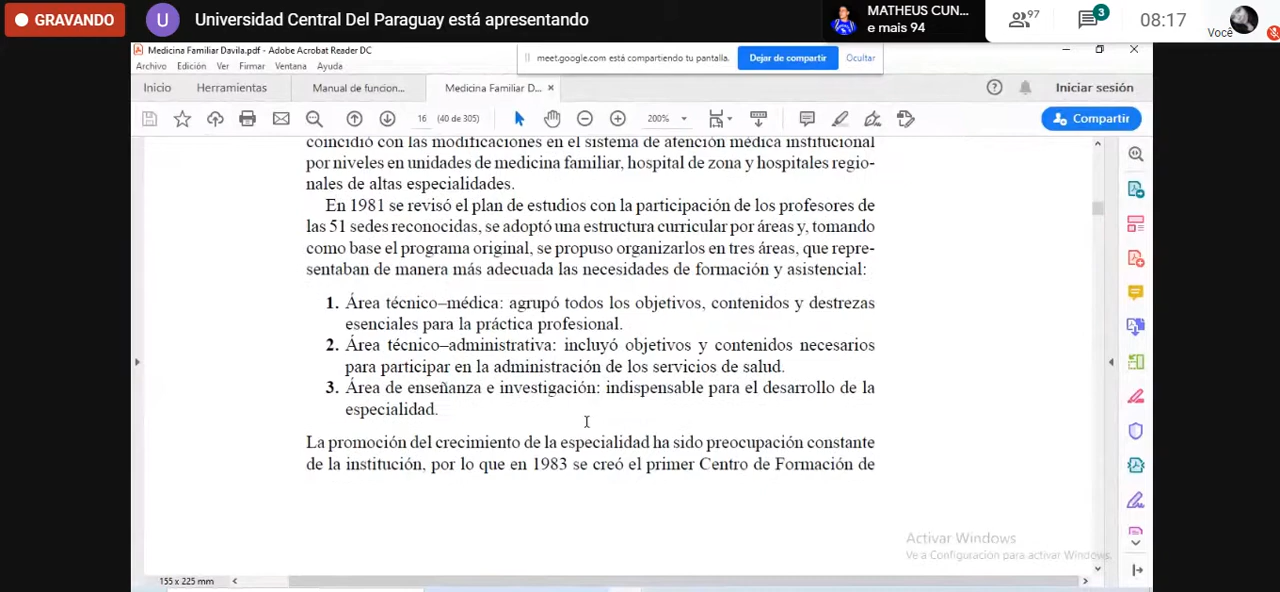 GRAVANDO
U
Universidad Central Del Paraguay está apresentando
MATHEUS CUN...
e mais 94
97
3
08:17
Você
Medicina Familiar Davila.pdf - Adobe Acrobat Reader DC
meet.google.com está compartiendo tu pantalla.
Dejar de compartir
Ocultar
Archivo Edición Ver Firmar Ventana Ayuda
Inicio Herramientas Manual de funcion... Medicina Familiar D... × Iniciar sesión
16 (40 de 305) 200% Compartir
coincidió con las modificaciones en el sistema de atención médica institucional
por niveles en unidades de medicina familiar, hospital de zona y hospitales regio-
nales de altas especialidades.
En 1981 se revisó el plan de estudios con la participación de los profesores de
las 51 sedes reconocidas, se adoptó una estructura curricular por áreas y, tomando
como base el programa original, se propuso organizarlos en tres áreas, que repre-
sentaban de manera más adecuada las necesidades de formación y asistencial:
1. Área técnico–médica: agrupó todos los objetivos, contenidos y destrezas
esenciales para la práctica profesional.
2. Área técnico–administrativa: incluyó objetivos y contenidos necesarios
para participar en la administración de los servicios de salud.
3. Área de enseñanza e investigación: indispensable para el desarrollo de la
especialidad.
La promoción del crecimiento de la especialidad ha sido preocupación constante
de la institución, por lo que en 1983 se creó el primer Centro de Formación de
Activar Windows
Ve a Configuración para activar Windows.
155 x 225 mm